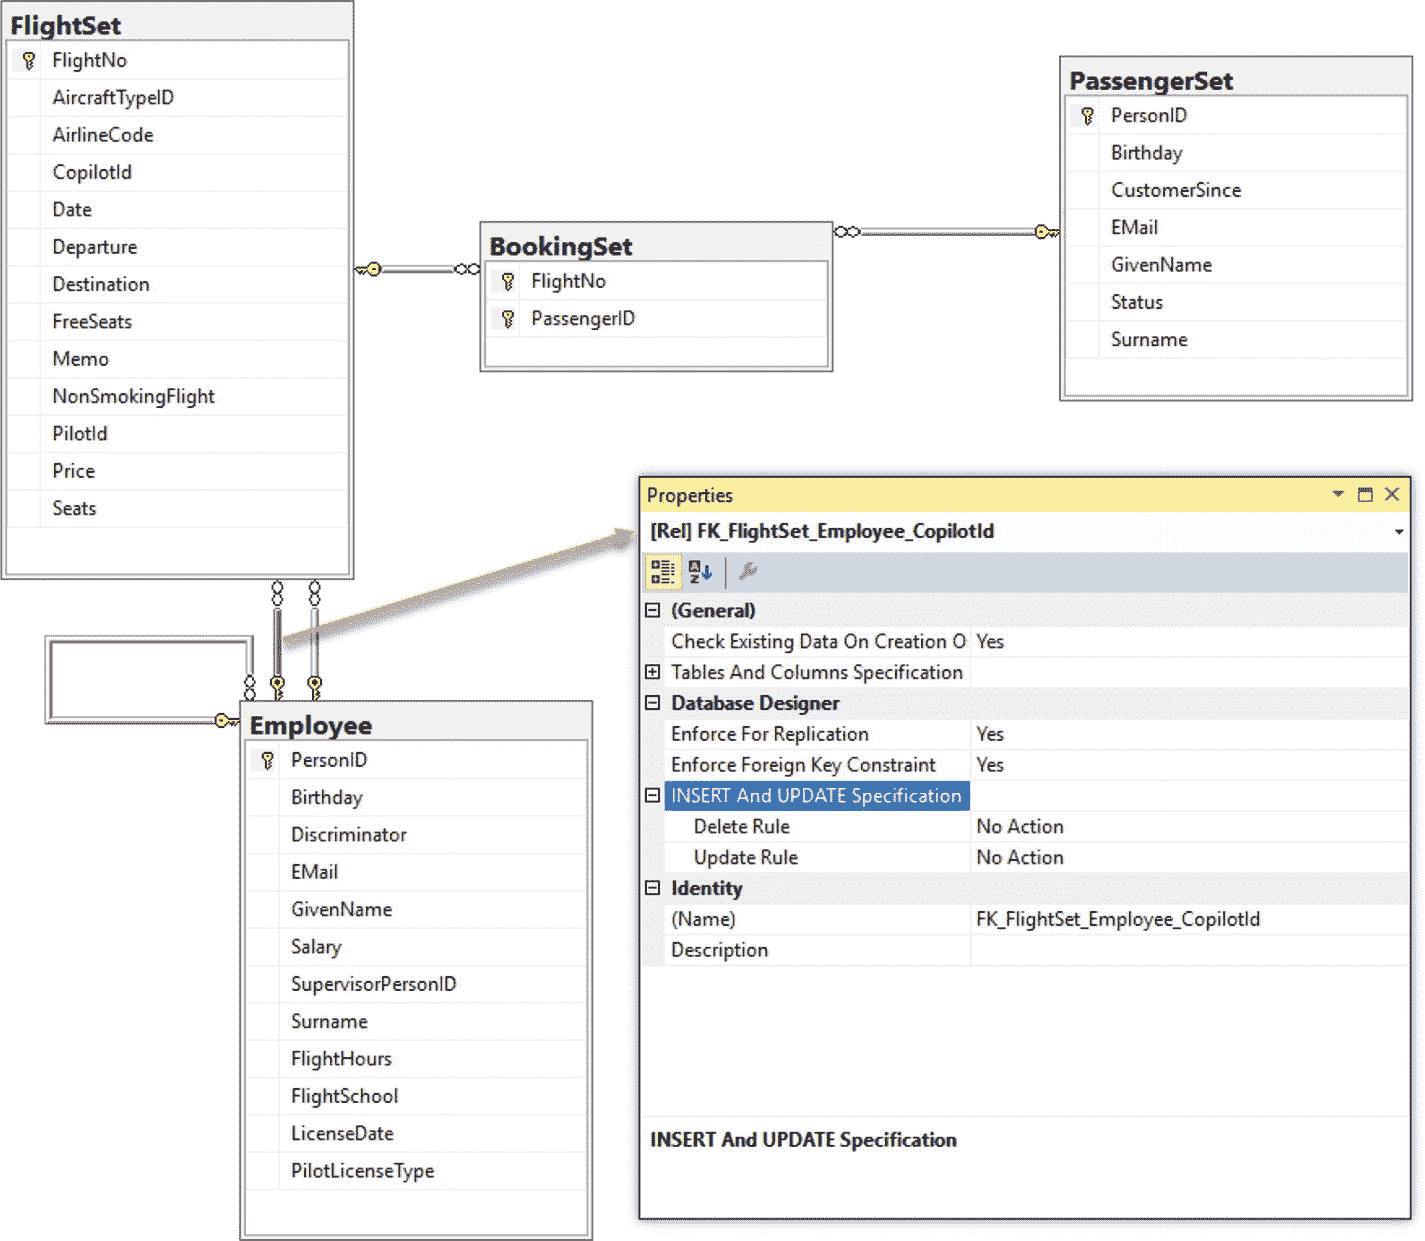 FlightSet
FlightNo
AircraftTypeID
AirlineCode
CopilotId
Date
Departure
Destination
FreeSeats
Memo
NonSmokingFlight
PilotId
Price
Seats
BookingSet
FlightNo
PassengerID
PassengerSet
PersonID
Birthday
CustomerSince
EMail
GivenName
Status
Surname
Employee
PersonID
Birthday
Discriminator
EMail
GivenName
Salary
SupervisorPersonID
Surname
FlightHours
FlightSchool
LicenseDate
PilotLicenseType
Properties
[Rel] FK_FlightSet_Employee_CopilotId
(General)
Check Existing Data On Creation O Yes
Tables And Columns Specification
Database Designer
Enforce For Replication Yes
Enforce Foreign Key Constraint Yes
INSERT And UPDATE Specification
Delete Rule No Action
Update Rule No Action
Identity
(Name) FK_FlightSet_Employee_CopilotId
Description
INSERT And UPDATE Specification